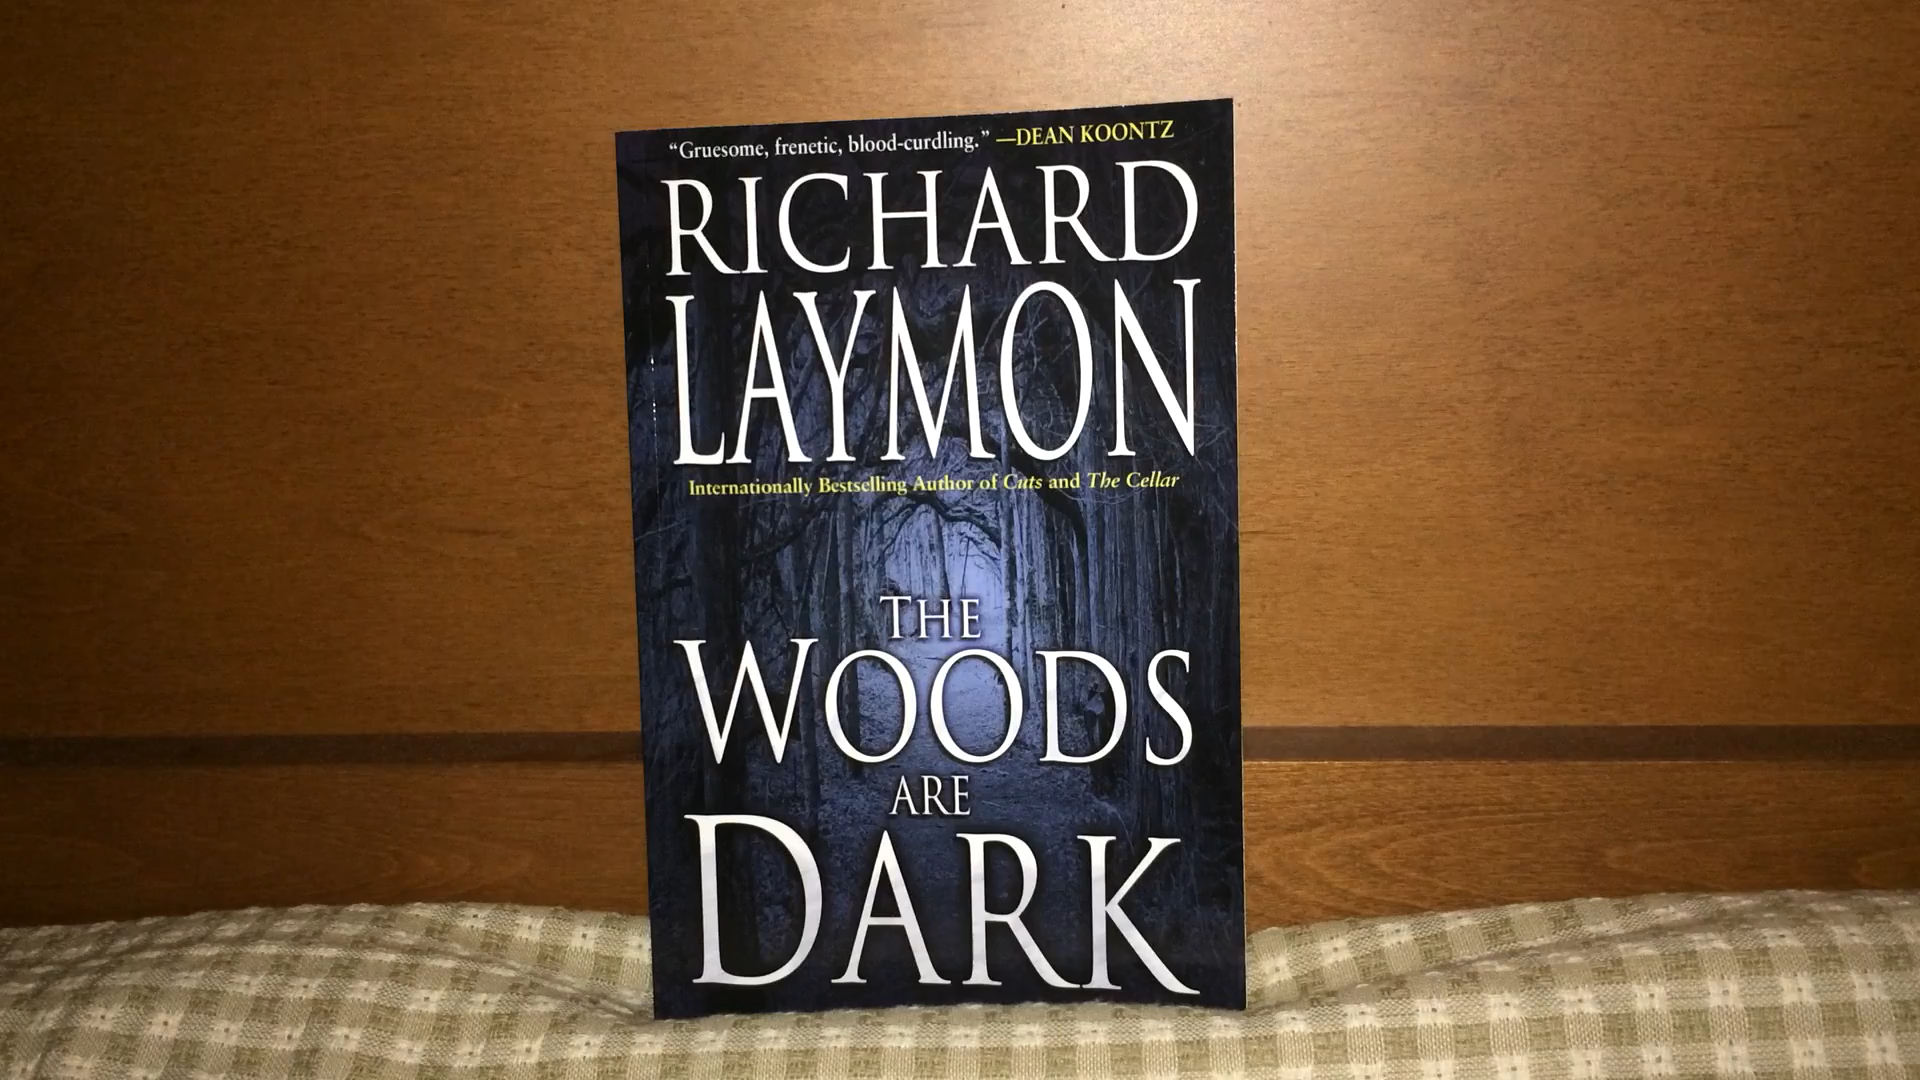 “Gruesome, frenetic, blood-curdling.” —DEAN KOONTZ
RICHARD
LAYMON
Internationally Bestselling Author of Cuts and The Cellar
THE
WOODS
ARE
DARK